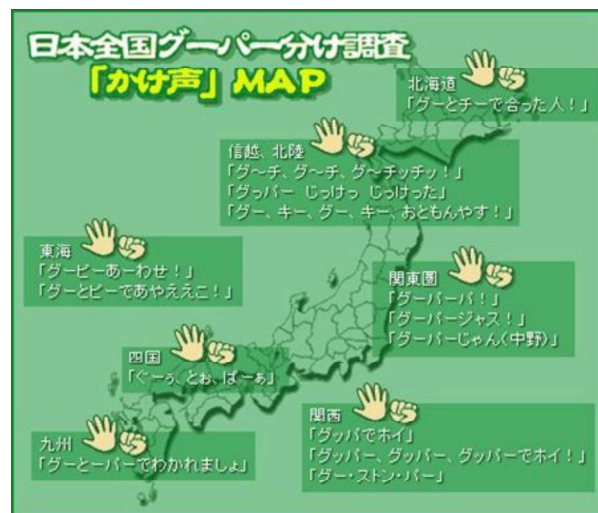 日本全国グーパー分け調査
「かけ声」MAP
北海道
「グーとチーで合った人！」
信越、北陸
「グ～チ、グ～チ、グ～チッチッ！」
「グっパー じっけっ じっけった」
「グー、キー、グー、キー、おともんやす！」
東海
「グーピーあーわせ！」
「グーとピーであやええこ！」
関東圏
「グーパーパ！」
「グーパージャス！」
「グーパーじゃん(中野)」
四国
「ぐーぅ、とぉ、ぱーぁ」
九州
「グーとーパーでわかれましょ」
関西
「グッパでホイ」
「グッパー、グッパー、グッパーでホイ！」
「グー・ストン・パー」